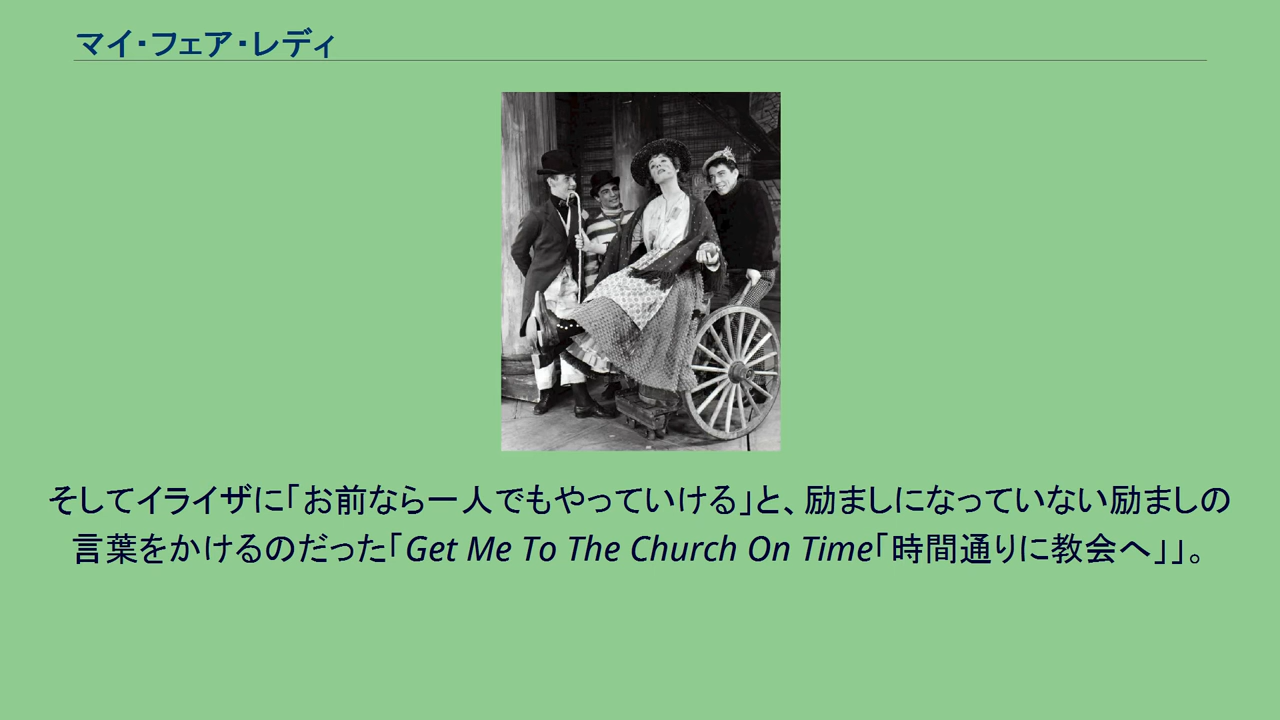 マイ・フェア・レディ
そしてイライザに「お前なら一人でもやっていける」と、励ましになっていない励ましの
言葉をかけるのだった「Get Me To The Church On Time「時間通りに教会へ」」。